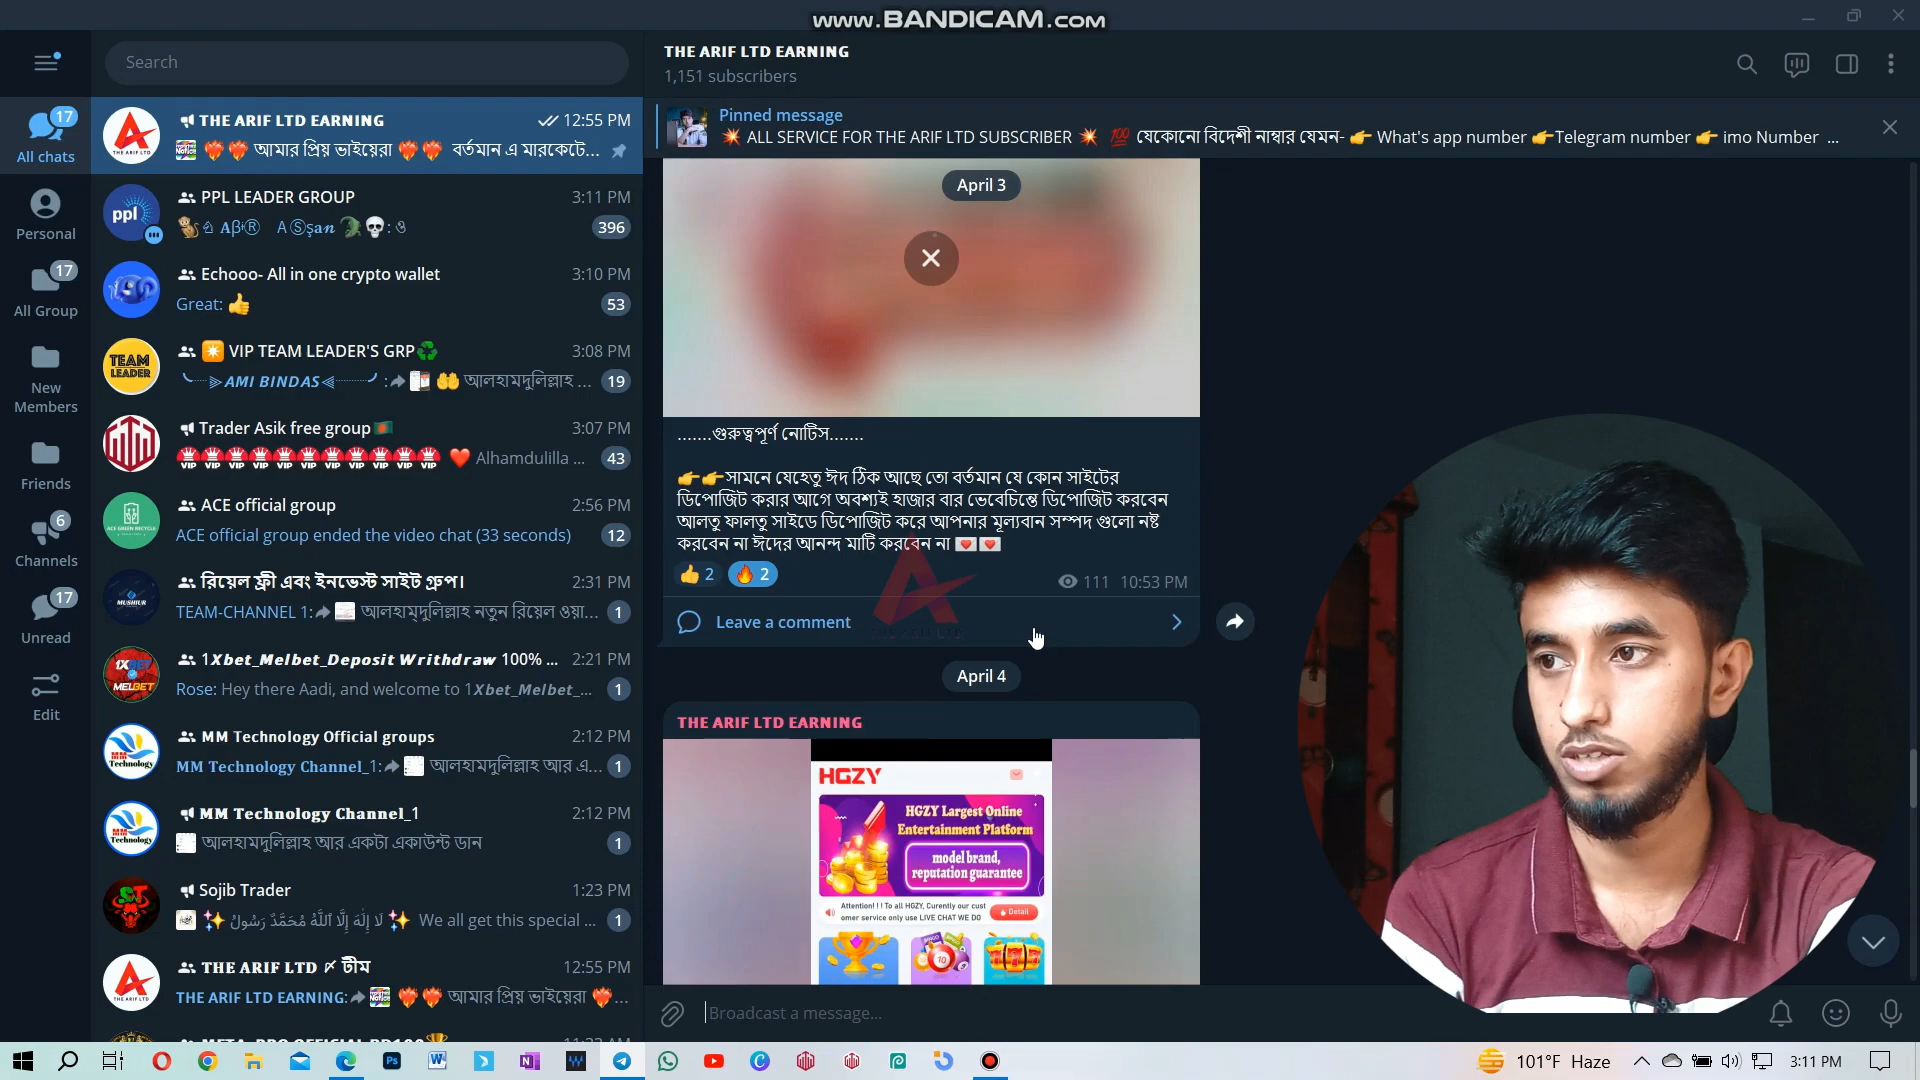 www.BANDICAM.com
Search
THE ARIF LTD EARNING
1,151 subscribers
Pinned message
💥 ALL SERVICE FOR THE ARIF LTD SUBSCRIBER 💥 💯 যেকোনো বিদেশী নাম্বার যেমন- 👉 What's app number 👉Telegram number 👉 imo Number ...
17
All chats
Personal
17
All Group
New
Members
Friends
6
Channels
17
Unread
Edit
THE ARIF LTD EARNING
12:55 PM
❤️‍🔥❤️‍🔥 আমার প্রিয় ভাইয়েরা ❤️‍🔥❤️‍🔥 বর্তমান এ মারকেটে...
PPL LEADER GROUP
3:11 PM
396
Echooo- All in one crypto wallet
3:10 PM
Great: 👍
53
VIP TEAM LEADER'S GRP♻️
3:08 PM
AMI BINDAS
আলহামদুলিল্লাহ ...
19
Trader Asik free group🇧🇩
3:07 PM
VIP VIP VIP VIP VIP VIP VIP VIP VIP VIP ❤️ Alhamdulilla ...
43
ACE official group
2:56 PM
ACE official group ended the video chat (33 seconds)
12
রিয়েল ফ্রী এবং ইনভেস্ট সাইট গ্রুপ।
2:31 PM
TEAM-CHANNEL 1: আলহাম্দুলিল্লাহ নতুন রিয়েল ওয়া...
1
1Xbet_Melbet_Deposit Writhdraw 100% ...
2:21 PM
Rose: Hey there Aadi, and welcome to 1Xbet_Melbet_...
1
MM Technology Official groups
2:12 PM
MM Technology Channel_1: আলহামদুলিল্লাহ আর এ...
1
MM Technology Channel_1
2:12 PM
আলহামদুলিল্লাহ আর একটা একাউন্ট ডান
1
Sojib Trader
1:23 PM
✨ لَا إِلٰهَ إِلَّا ٱللَّٰهُ مُحَمَّدٌ رَسُولُ ✨ We all get this special ...
1
THE ARIF LTD 〆 টীম
12:55 PM
THE ARIF LTD EARNING: ❤️‍🔥❤️‍🔥 আমার প্রিয় ভাইয়েরা ❤️‍🔥...
April 3
.......গুরুত্বপূর্ণ নোটিস.......
👉👉সামনে যেহেতু ঈদ ঠিক আছে তো বর্তমান যে কোন সাইটের
ডিপোজিট করার আগে অবশ্যই হাজার বার ভেবেচিন্তে ডিপোজিট করবেন
আলতু ফালতু সাইডে ডিপোজিট করে আপনার মূল্যবান সম্পদ গুলো নষ্ট
করবেন না ঈদের আনন্দ মাটি করবেন না 💌💌
👍 2 🔥 2
111 10:53 PM
Leave a comment
April 4
THE ARIF LTD EARNING
HGZY
HGZY Largest Online
Entertainment Platform
model brand,
reputation guarantee
Attention!!! To all HGZY, Curently our cust
omer service only use LIVE CHAT WE DO
Detail
Broadcast a message...
101°F Haze
3:11 PM